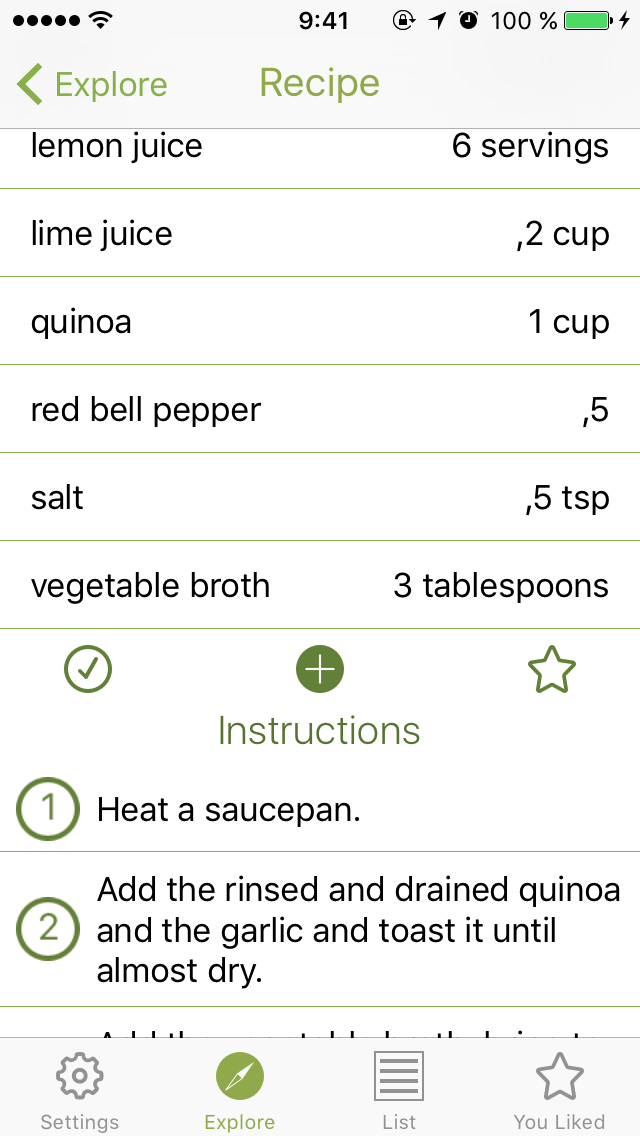 9:41 100 %
Explore Recipe
lemon juice 6 servings
lime juice ,2 cup
quinoa 1 cup
red bell pepper ,5
salt ,5 tsp
vegetable broth 3 tablespoons
Instructions
1 Heat a saucepan.
Add the rinsed and drained quinoa
2 and the garlic and toast it until
almost dry.
Settings Explore List You Liked